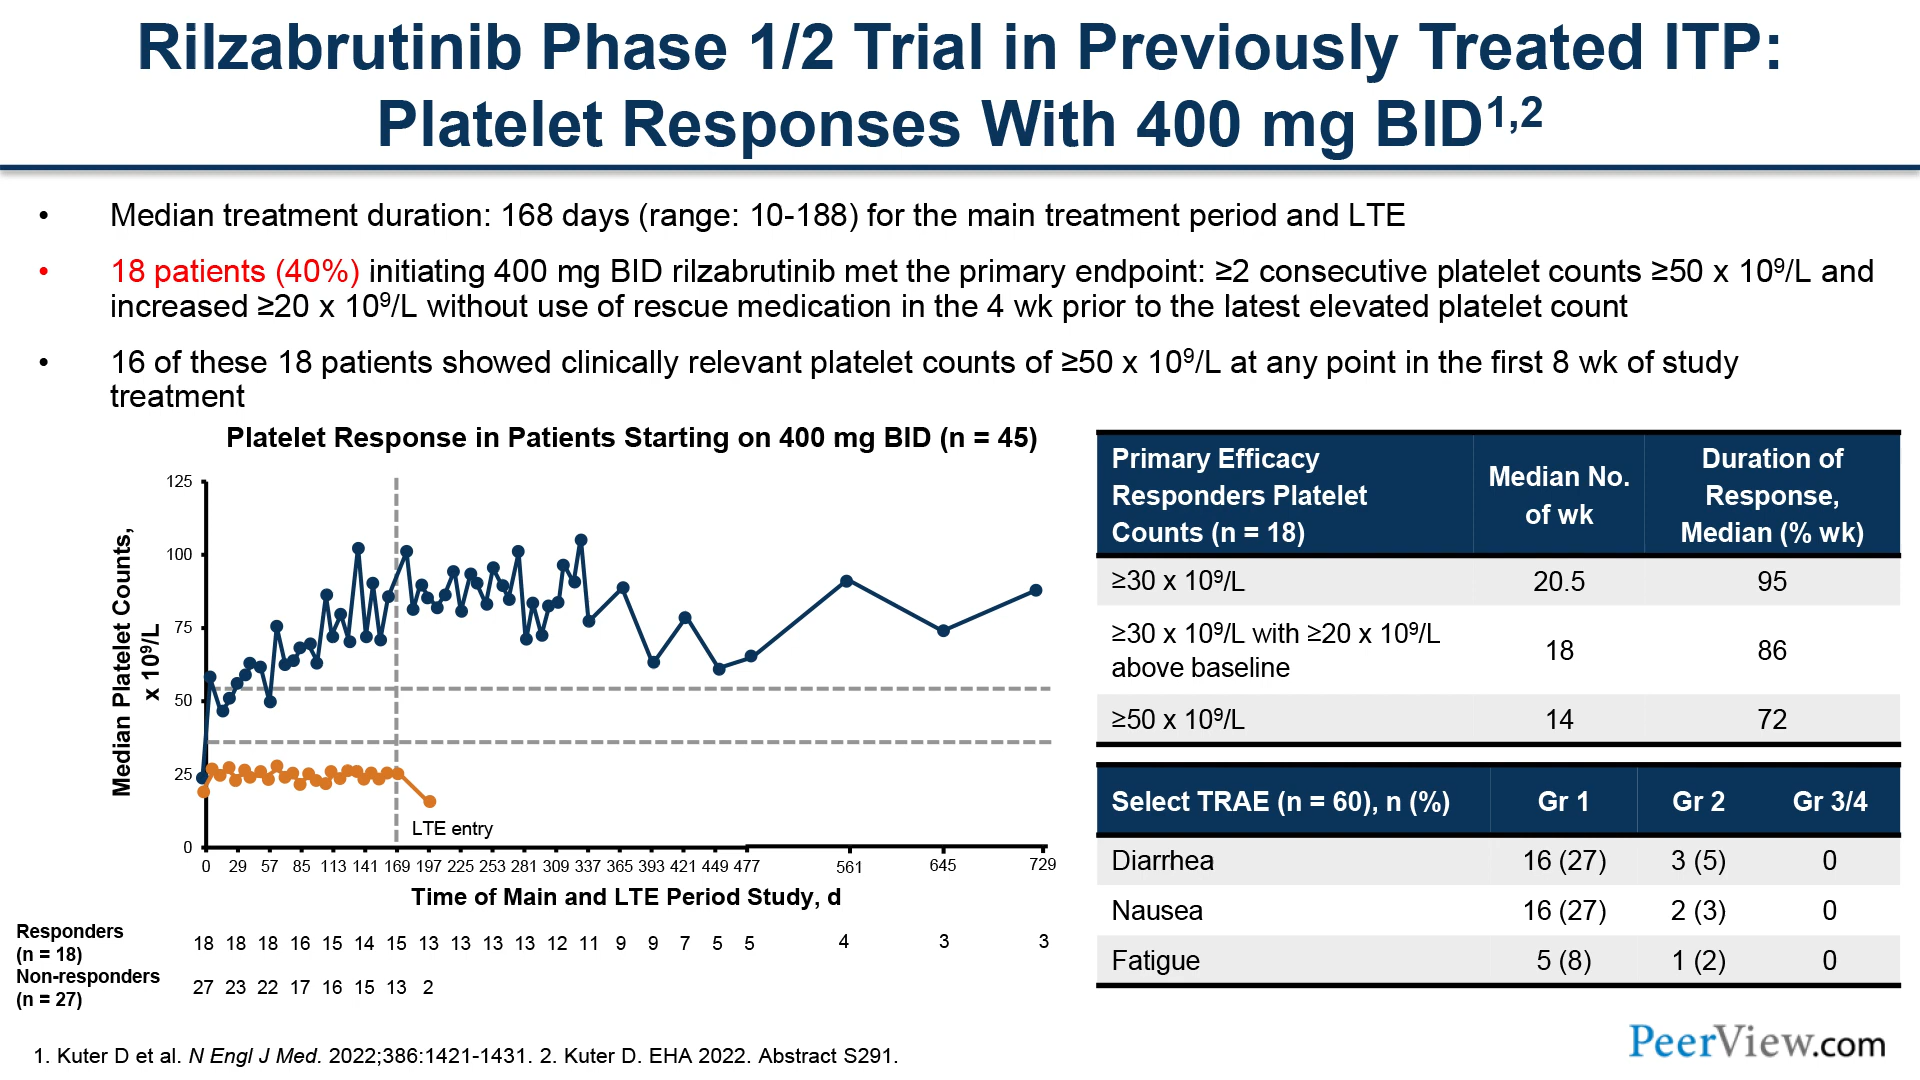 Rilzabrutinib Phase 1/2 Trial in Previously Treated ITP:
Platelet Responses With 400 mg BID1,2
• Median treatment duration: 168 days (range: 10-188) for the main treatment period and LTE
• 18 patients (40%) initiating 400 mg BID rilzabrutinib met the primary endpoint: ≥2 consecutive platelet counts ≥50 x 10⁹/L and
increased ≥20 x 10⁹/L without use of rescue medication in the 4 wk prior to the latest elevated platelet count
• 16 of these 18 patients showed clinically relevant platelet counts of ≥50 x 10⁹/L at any point in the first 8 wk of study
treatment
Platelet Response in Patients Starting on 400 mg BID (n = 45)
Median Platelet Counts,
x 10⁹/L
125
100
75
50
25
0
LTE entry
0 29 57 85 113 141 169 197 225 253 281 309 337 365 393 421 449 477 561 645 729
Time of Main and LTE Period Study, d
Responders
(n = 18)
18 18 18 16 15 14 15 13 13 13 13 12 11 9 9 7 5 5 4 3 3
Non-responders
(n = 27)
27 23 22 17 16 15 13 2
Primary Efficacy
Responders Platelet
Counts (n = 18)
Median No.
of wk
Duration of
Response,
Median (% wk)
≥30 x 10⁹/L 20.5 95
≥30 x 10⁹/L with ≥20 x 10⁹/L
above baseline
18 86
≥50 x 10⁹/L 14 72
Select TRAE (n = 60), n (%) Gr 1 Gr 2 Gr 3/4
Diarrhea 16 (27) 3 (5) 0
Nausea 16 (27) 2 (3) 0
Fatigue 5 (8) 1 (2) 0
1. Kuter D et al. N Engl J Med. 2022;386:1421-1431. 2. Kuter D. EHA 2022. Abstract S291.
PeerView.com